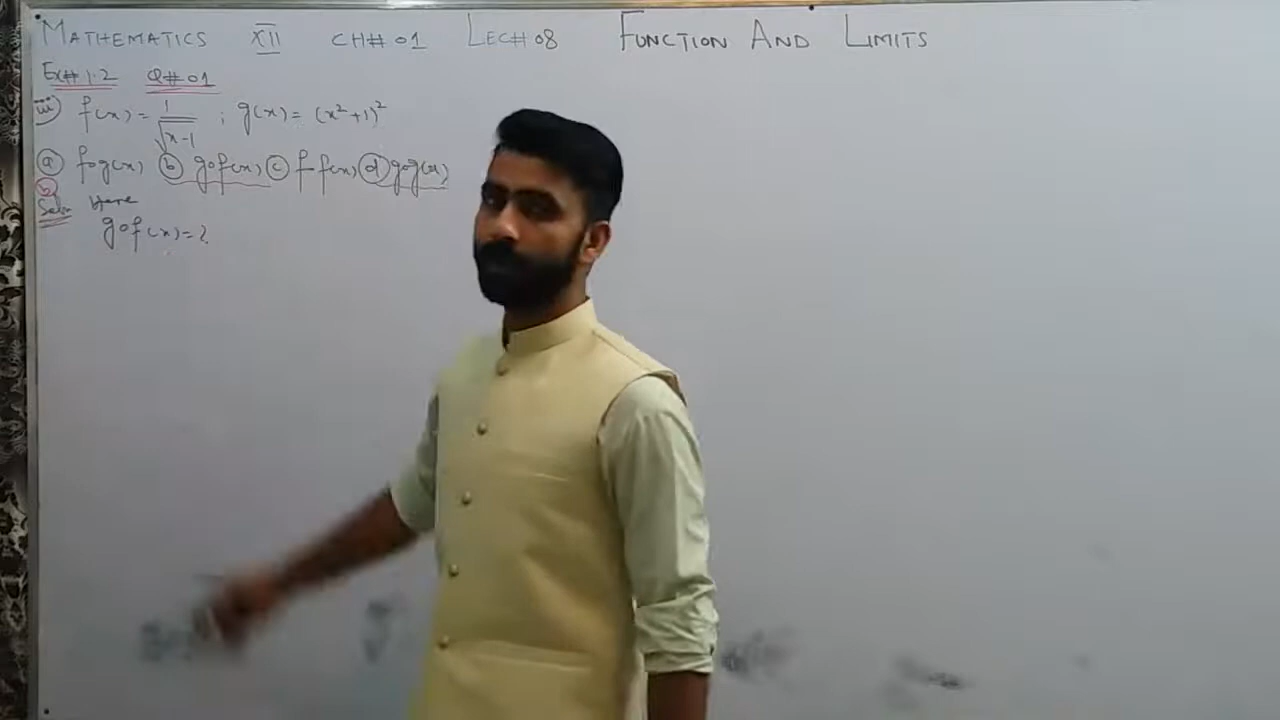 MATHEMATICS XII CH#01 LEC#08 FUNCTION AND LIMITS
Ex#1.2 Q#01
iii) f(x) = 1/√(x-1) ; g(x) = (x²+1)²
(a) fog(x) (b) gof(x), (c) f f(x), (d) gog(x)
(b)
Soln Here
gof(x)=?